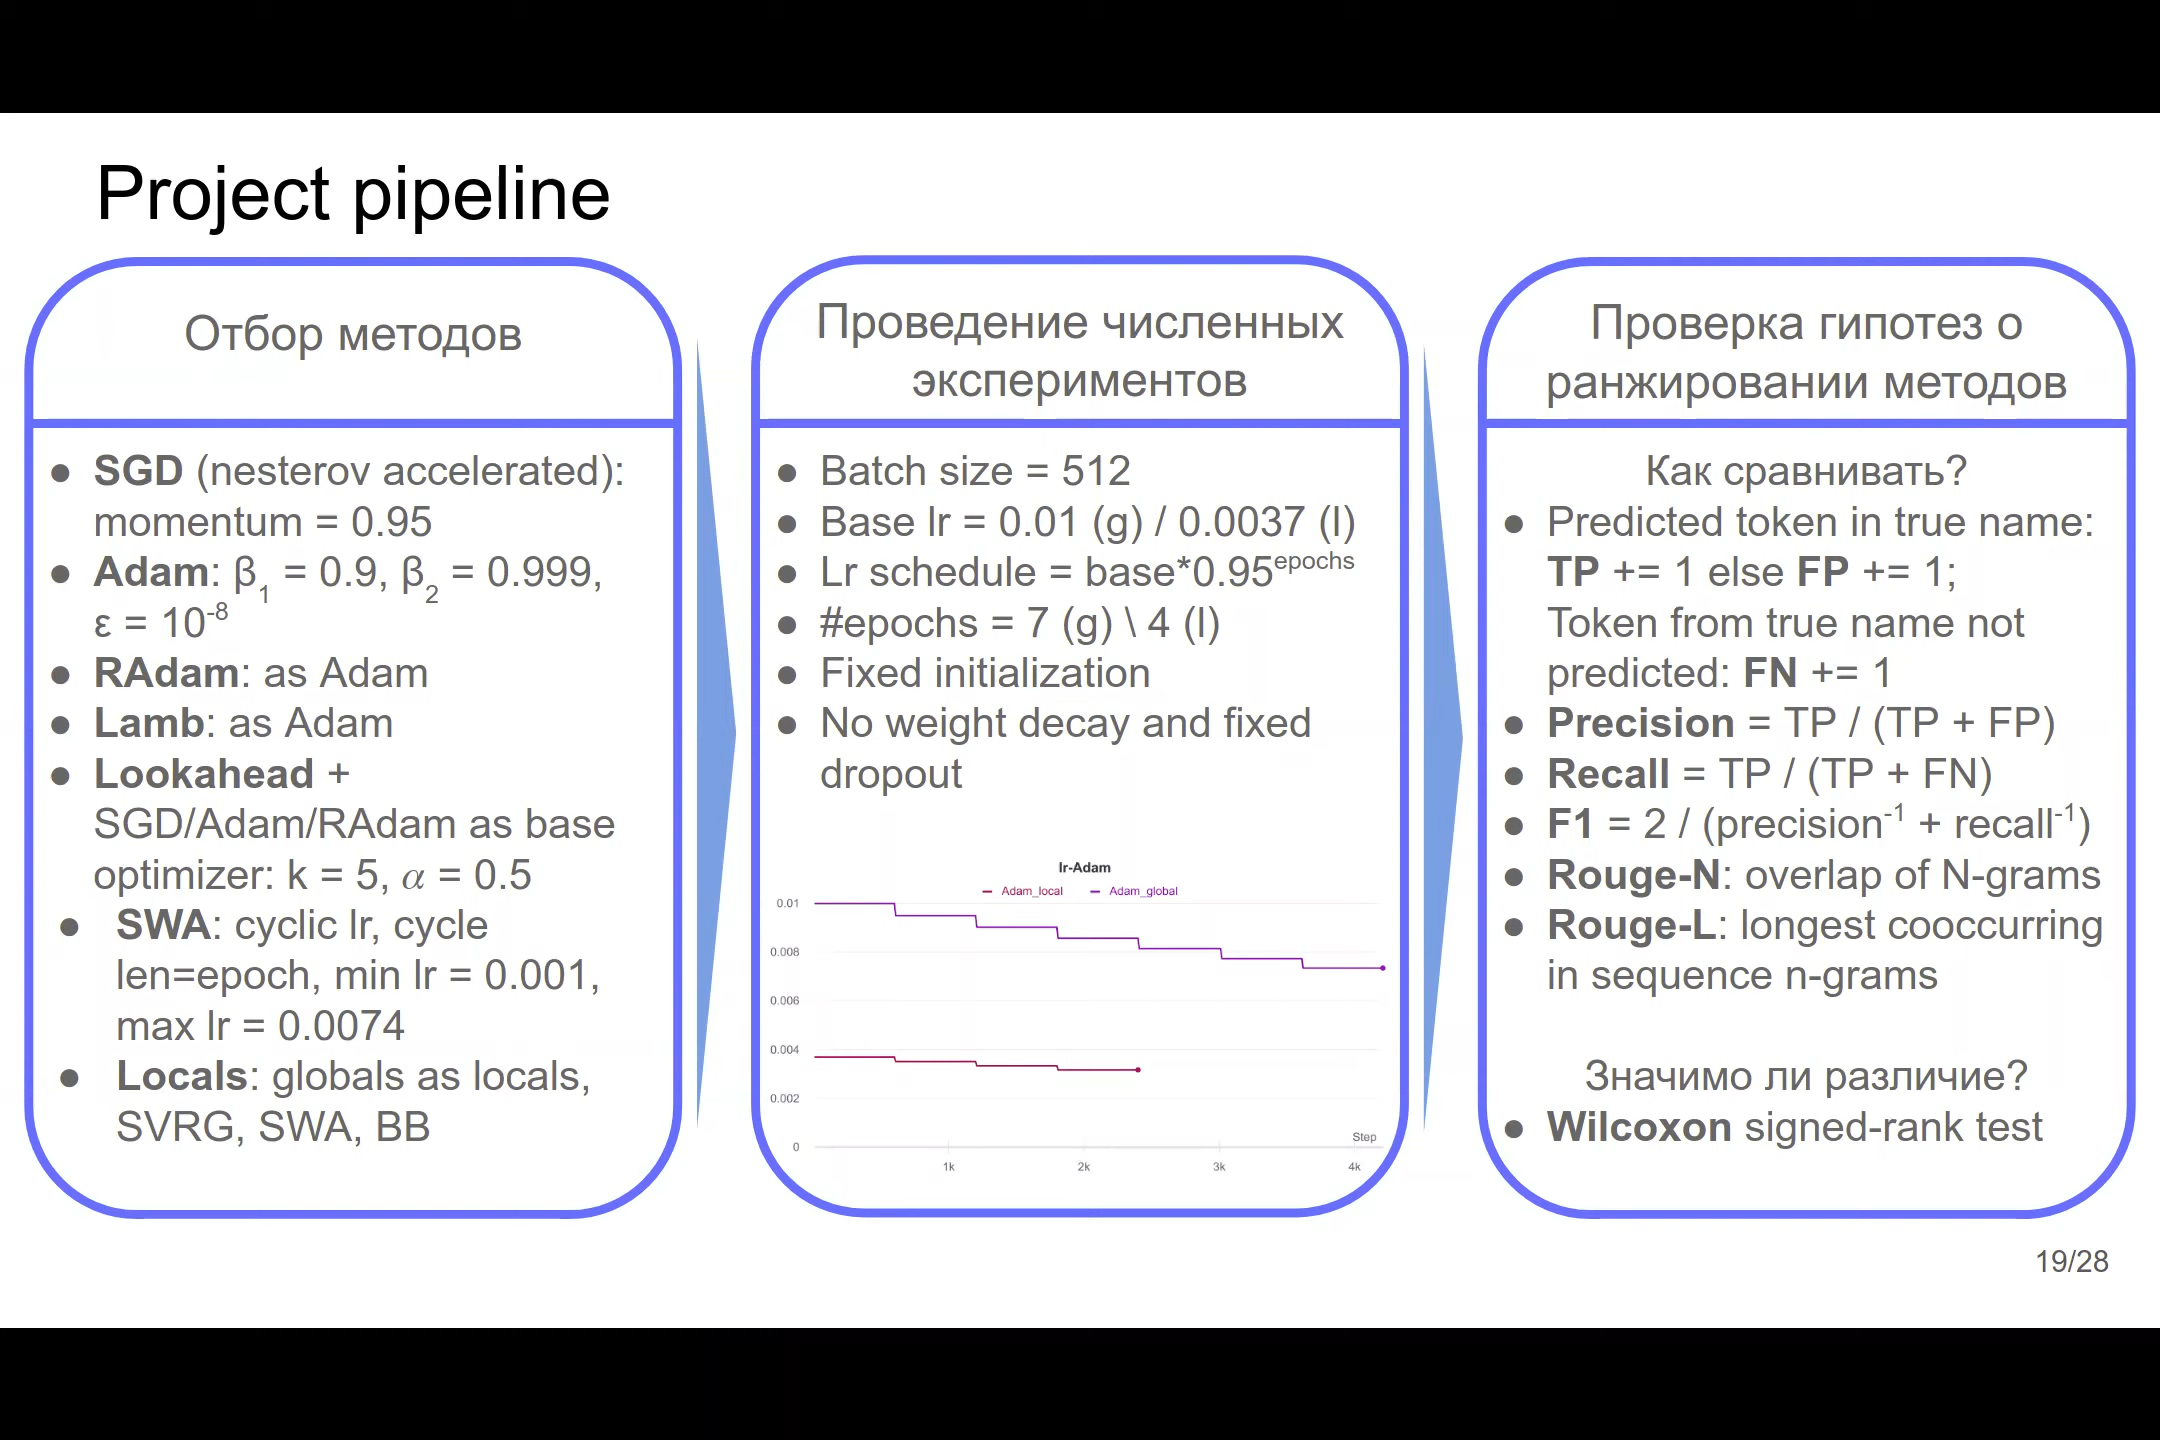 Project pipeline
Отбор методов
● SGD (nesterov accelerated):
momentum = 0.95
● Adam: β₁ = 0.9, β₂ = 0.999,
ε = 10⁻⁸
● RAdam: as Adam
● Lamb: as Adam
● Lookahead +
SGD/Adam/RAdam as base
optimizer: k = 5, α = 0.5
● SWA: cyclic lr, cycle
len=epoch, min lr = 0.001,
max lr = 0.0074
● Locals: globals as locals,
SVRG, SWA, BB
Проведение численных
экспериментов
● Batch size = 512
● Base lr = 0.01 (g) / 0.0037 (l)
● Lr schedule = base*0.95^epochs
● #epochs = 7 (g) \ 4 (l)
● Fixed initialization
● No weight decay and fixed
dropout
lr-Adam
Adam_local Adam_global
0.01
0.008
0.006
0.004
0.002
0
Step
1k 2k 3k 4k
Проверка гипотез о
ранжировании методов
Как сравнивать?
● Predicted token in true name:
TP += 1 else FP += 1;
Token from true name not
predicted: FN += 1
● Precision = TP / (TP + FP)
● Recall = TP / (TP + FN)
● F1 = 2 / (precision⁻¹ + recall⁻¹)
● Rouge-N: overlap of N-grams
● Rouge-L: longest cooccurring
in sequence n-grams
Значимо ли различие?
● Wilcoxon signed-rank test
19/28